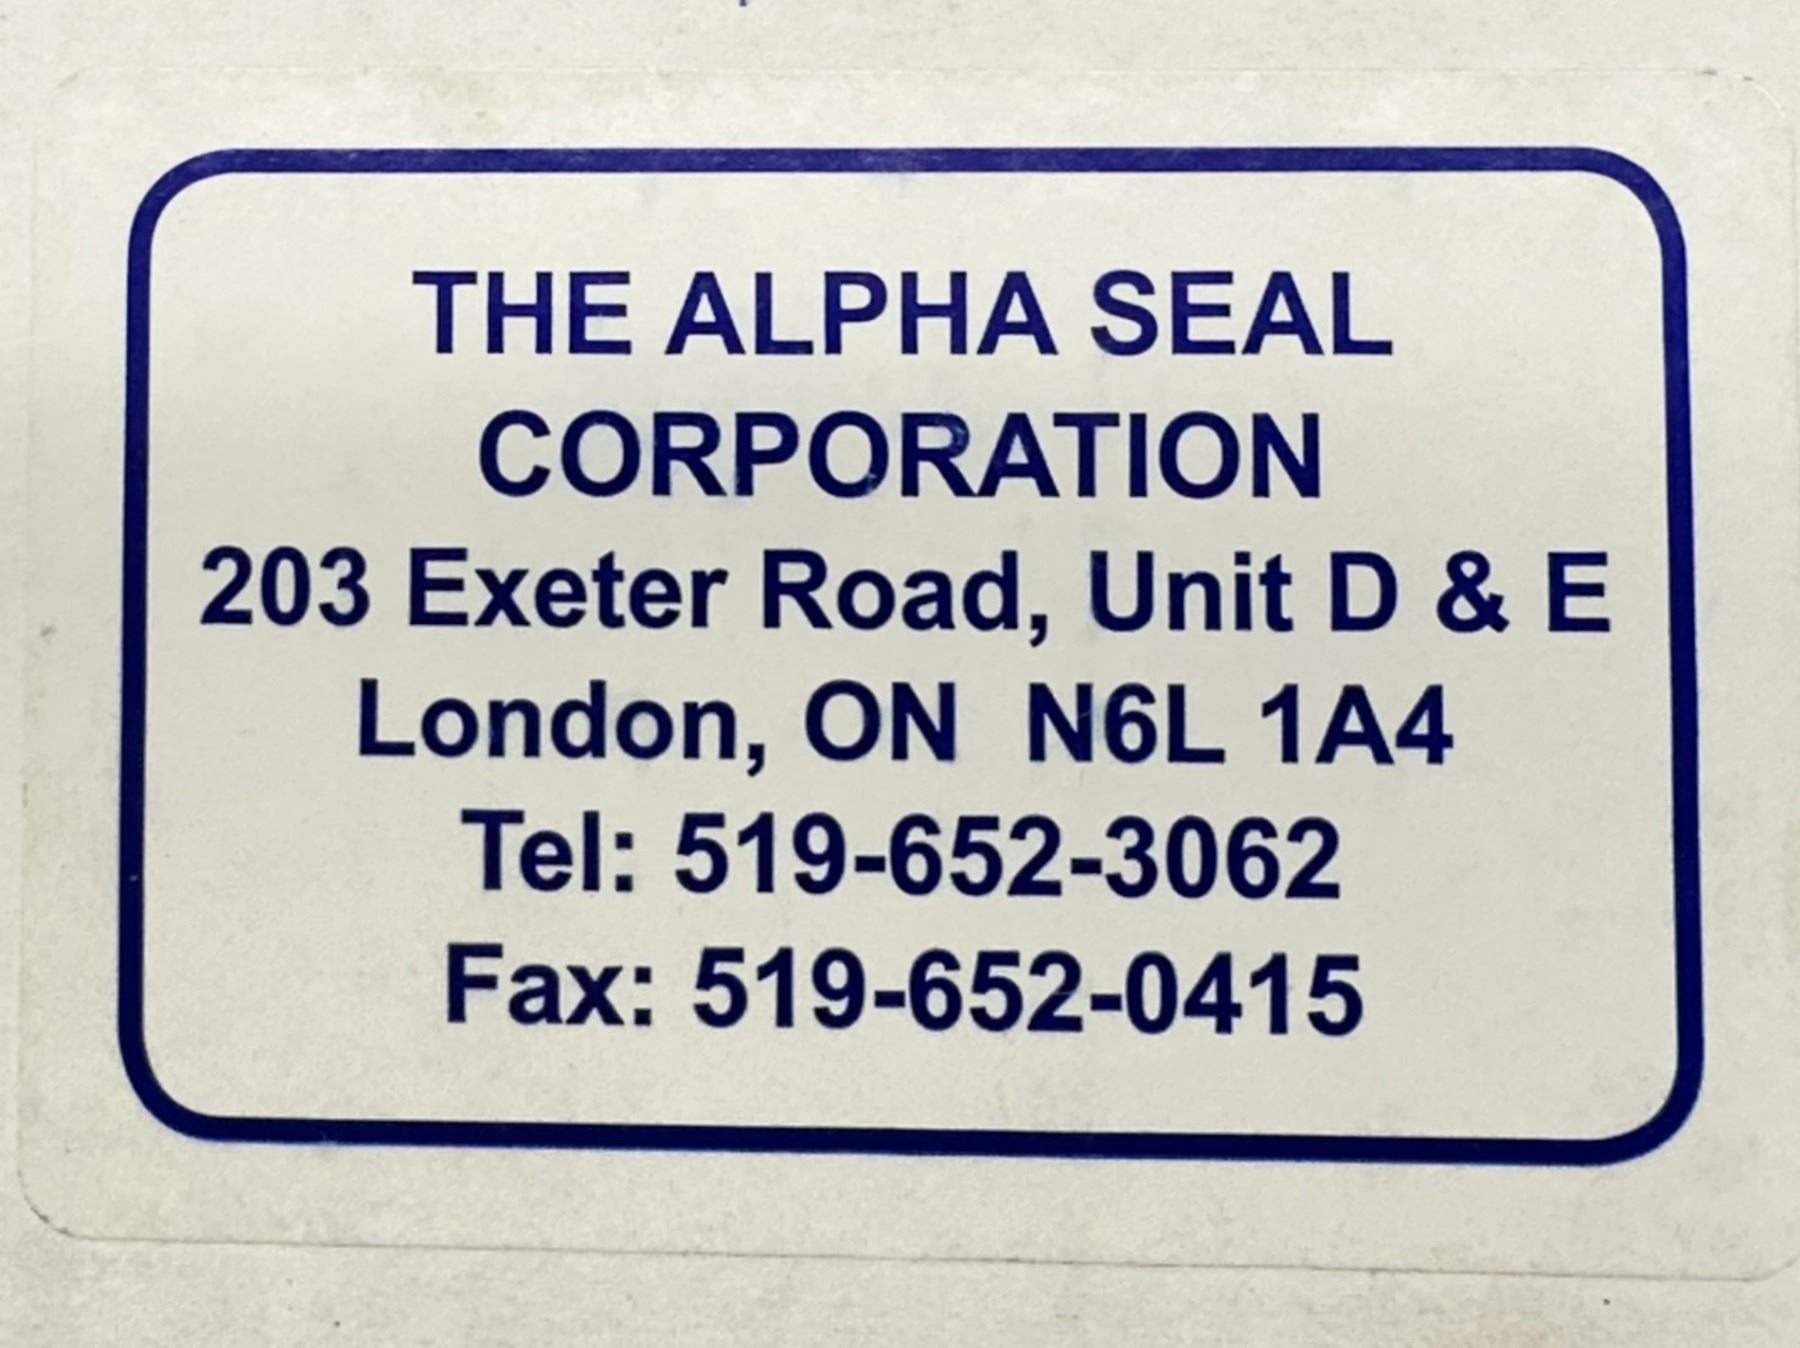 THE ALPHA SEAL
CORPORATION
203 Exeter Road, Unit D & E
London, ON  N6L 1A4
Tel: 519-652-3062
Fax: 519-652-0415